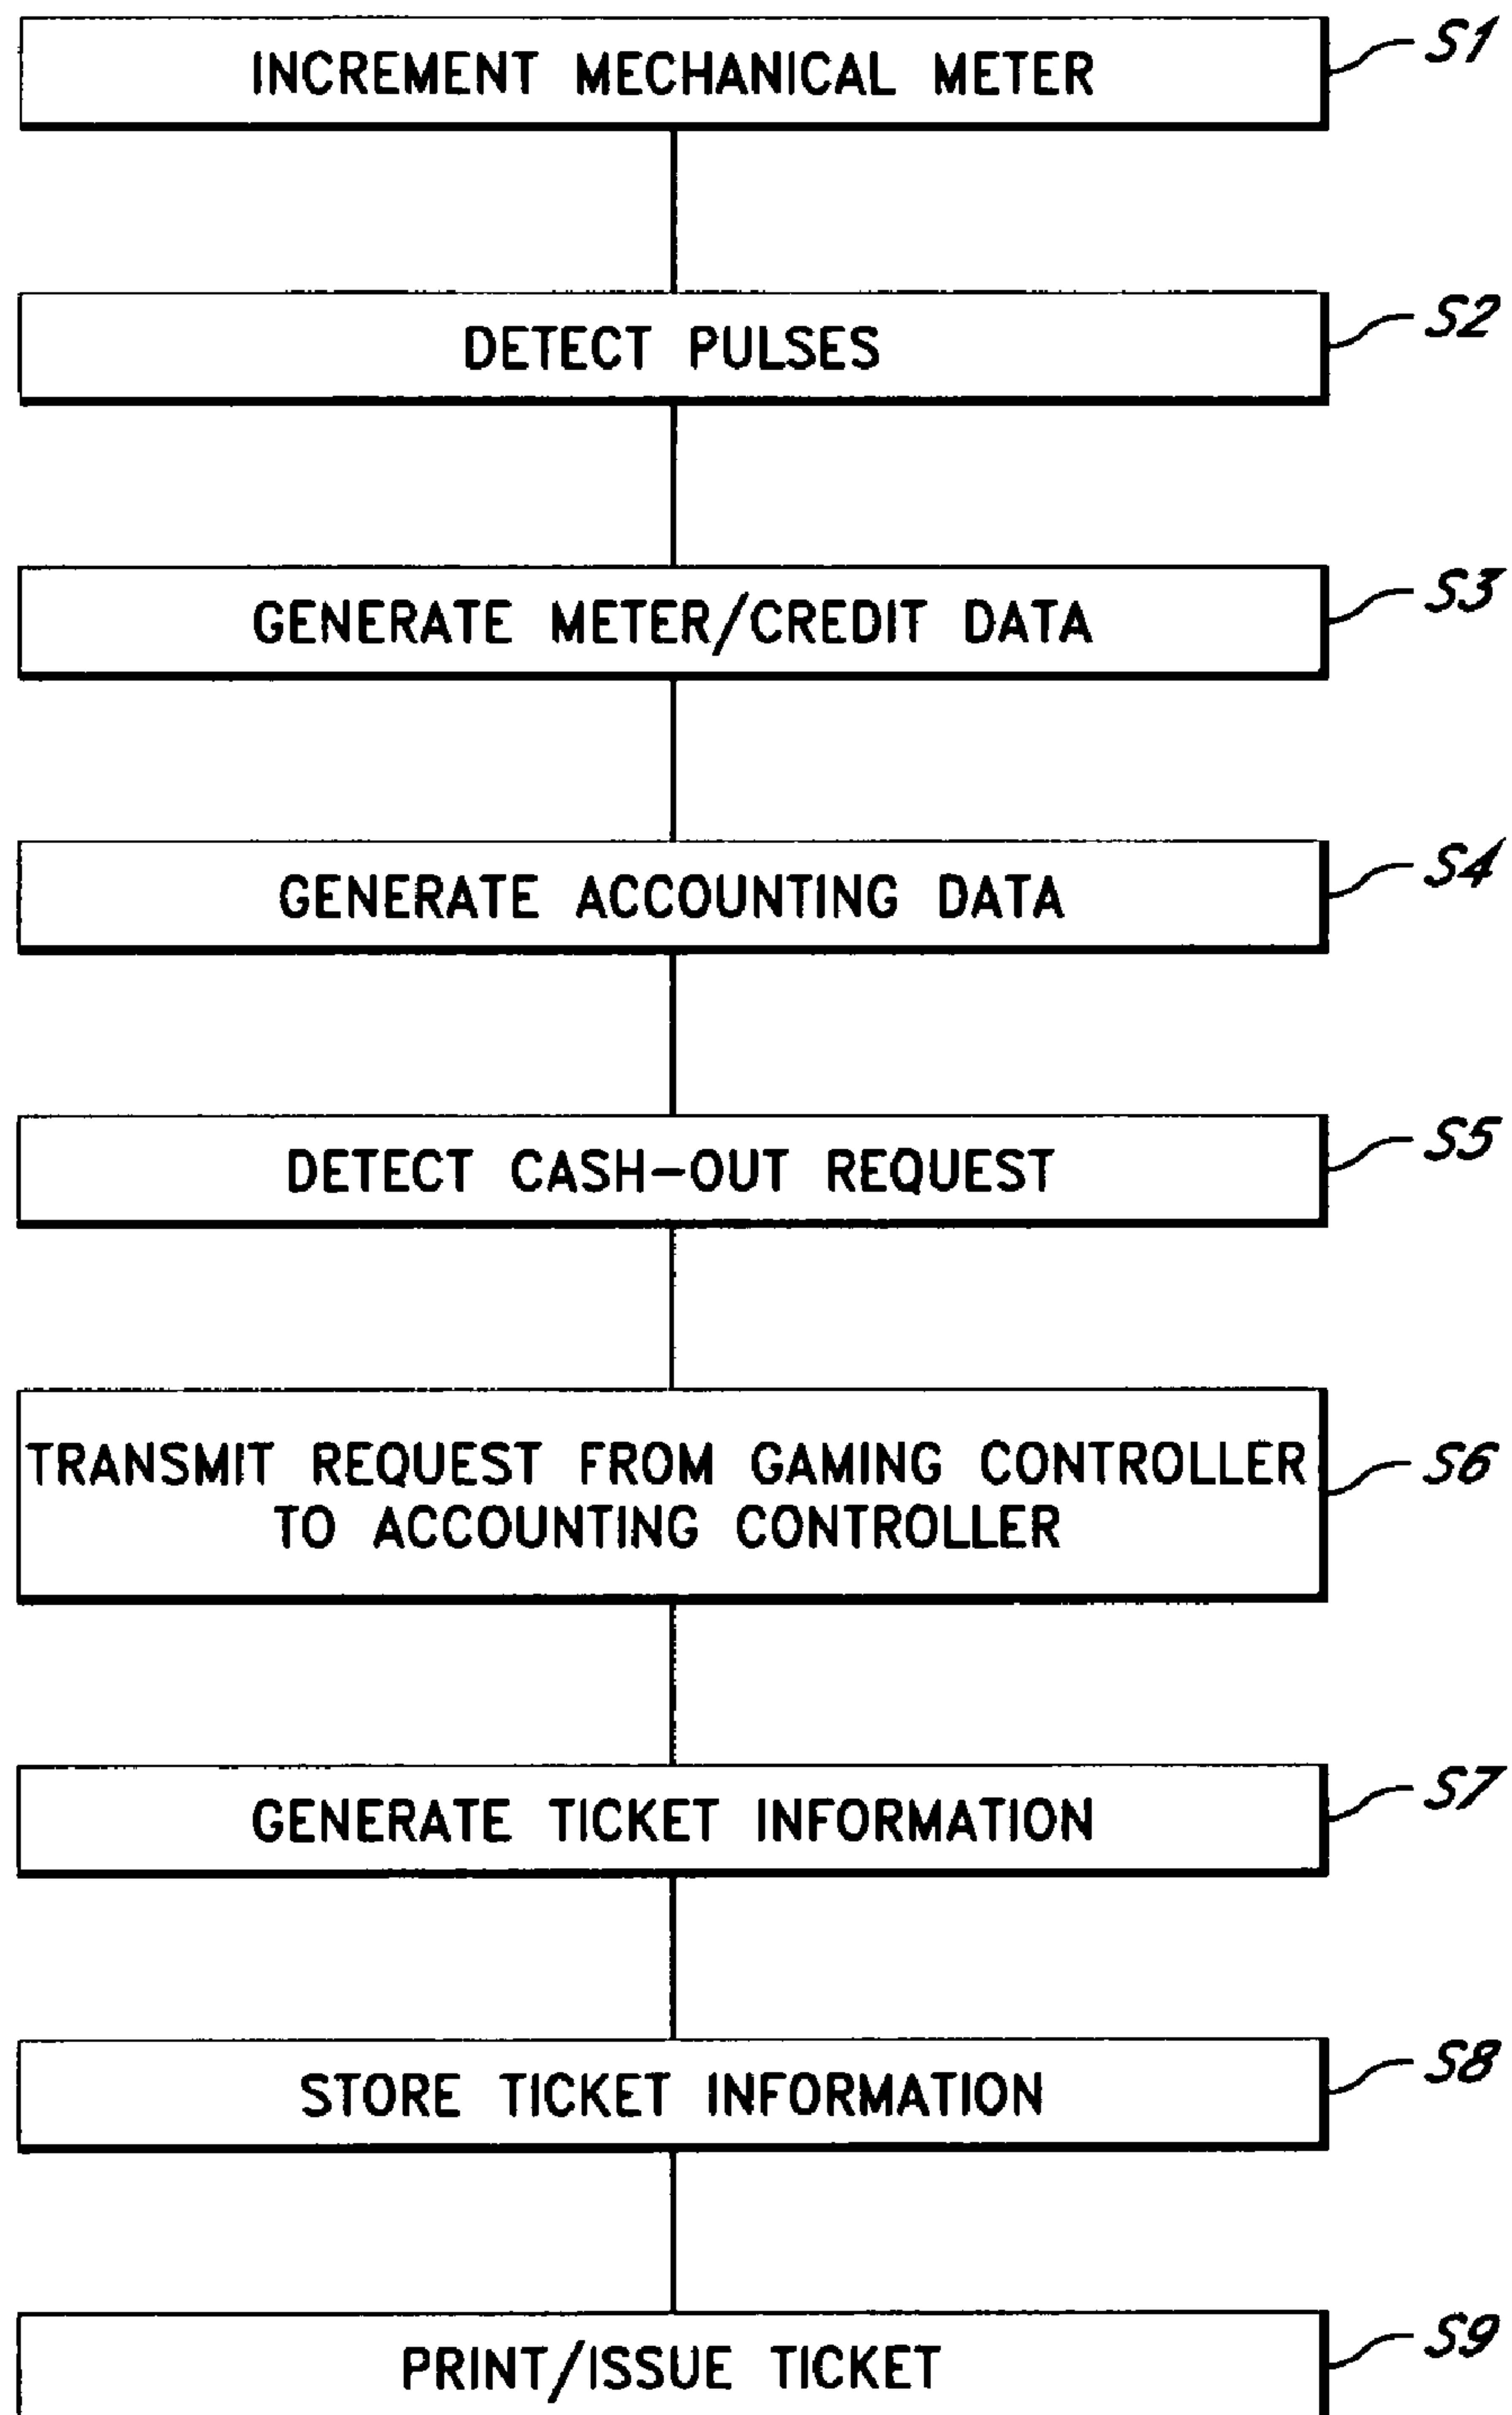 INCREMENT MECHANICAL METER
S1
DETECT PULSES
S2
GENERATE METER/CREDIT DATA
S3
GENERATE ACCOUNTING DATA
S4
DETECT CASH-OUT REQUEST
S5
TRANSMIT REQUEST FROM GAMING CONTROLLER
TO ACCOUNTING CONTROLLER
S6
GENERATE TICKET INFORMATION
S7
STORE TICKET INFORMATION
S8
PRINT/ISSUE TICKET
S9